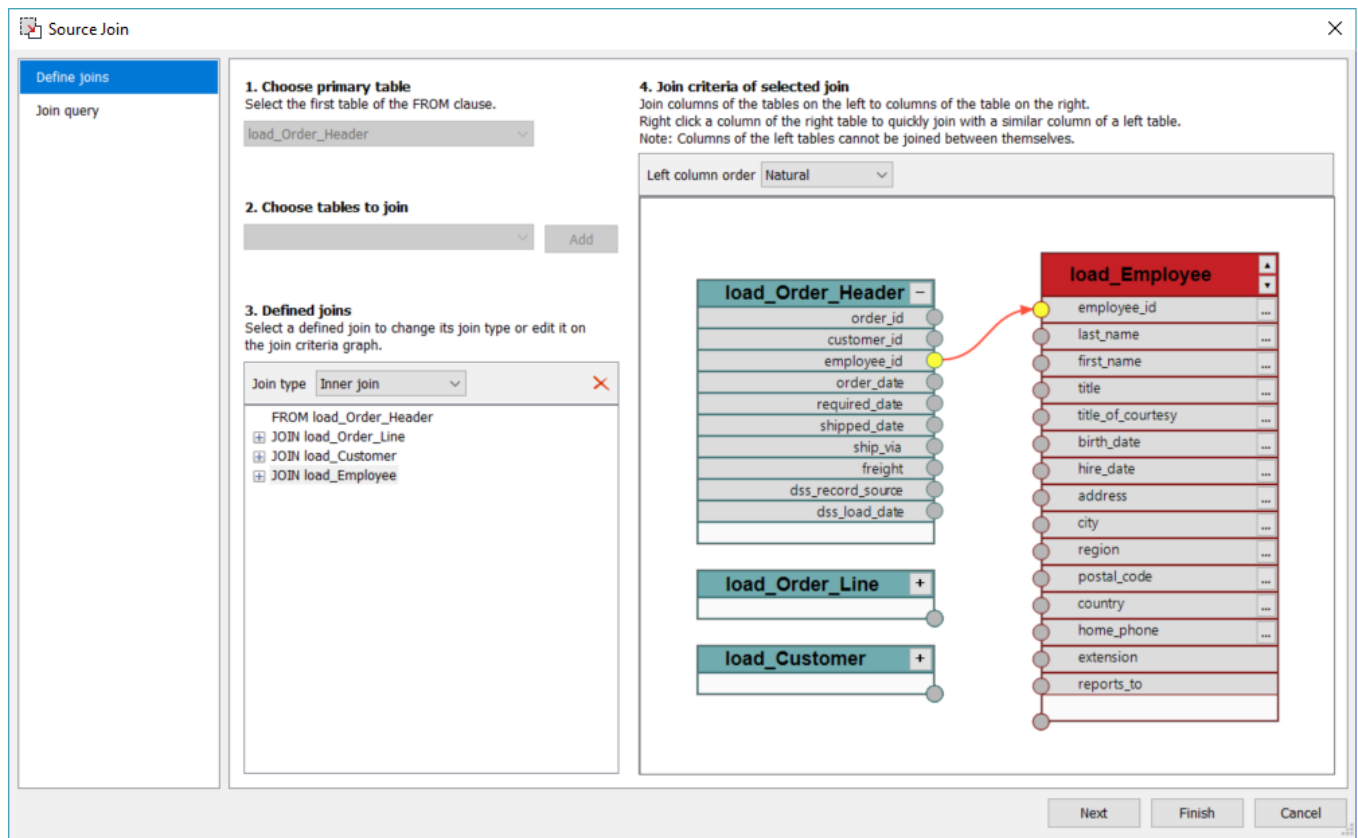 Source Join
Define joins
Join query
1. Choose primary table
Select the first table of the FROM clause.
load_Order_Header
2. Choose tables to join
Add
3. Defined joins
Select a defined join to change its join type or edit it on
the join criteria graph.
Join type Inner join
FROM load_Order_Header
JOIN load_Order_Line
JOIN load_Customer
JOIN load_Employee
4. Join criteria of selected join
Join columns of the tables on the left to columns of the table on the right.
Right click a column of the right table to quickly join with a similar column of a left table.
Note: Columns of the left tables cannot be joined between themselves.
Left column order Natural
load_Order_Header
order_id
customer_id
employee_id
order_date
required_date
shipped_date
ship_via
freight
dss_record_source
dss_load_date
load_Order_Line
load_Customer
load_Employee
employee_id ...
last_name ...
first_name ...
title ...
title_of_courtesy ...
birth_date ...
hire_date ...
address ...
city ...
region ...
postal_code ...
country ...
home_phone ...
extension
reports_to
Next
Finish
Cancel